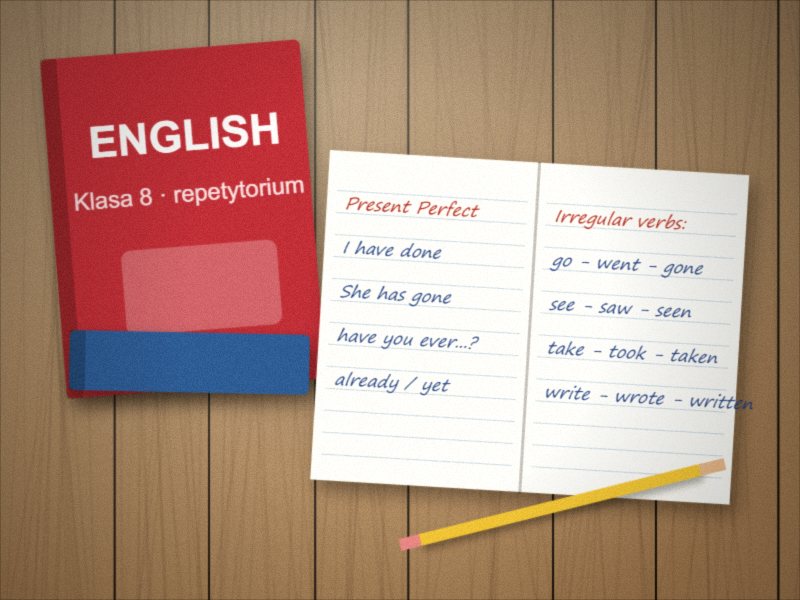 ENGLISH
Klasa 8 · repetytorium
Present Perfect
I have done
She has gone
have you ever...?
already / yet
Irregular verbs:
go - went - gone
see - saw - seen
take - took - taken
write - wrote - written